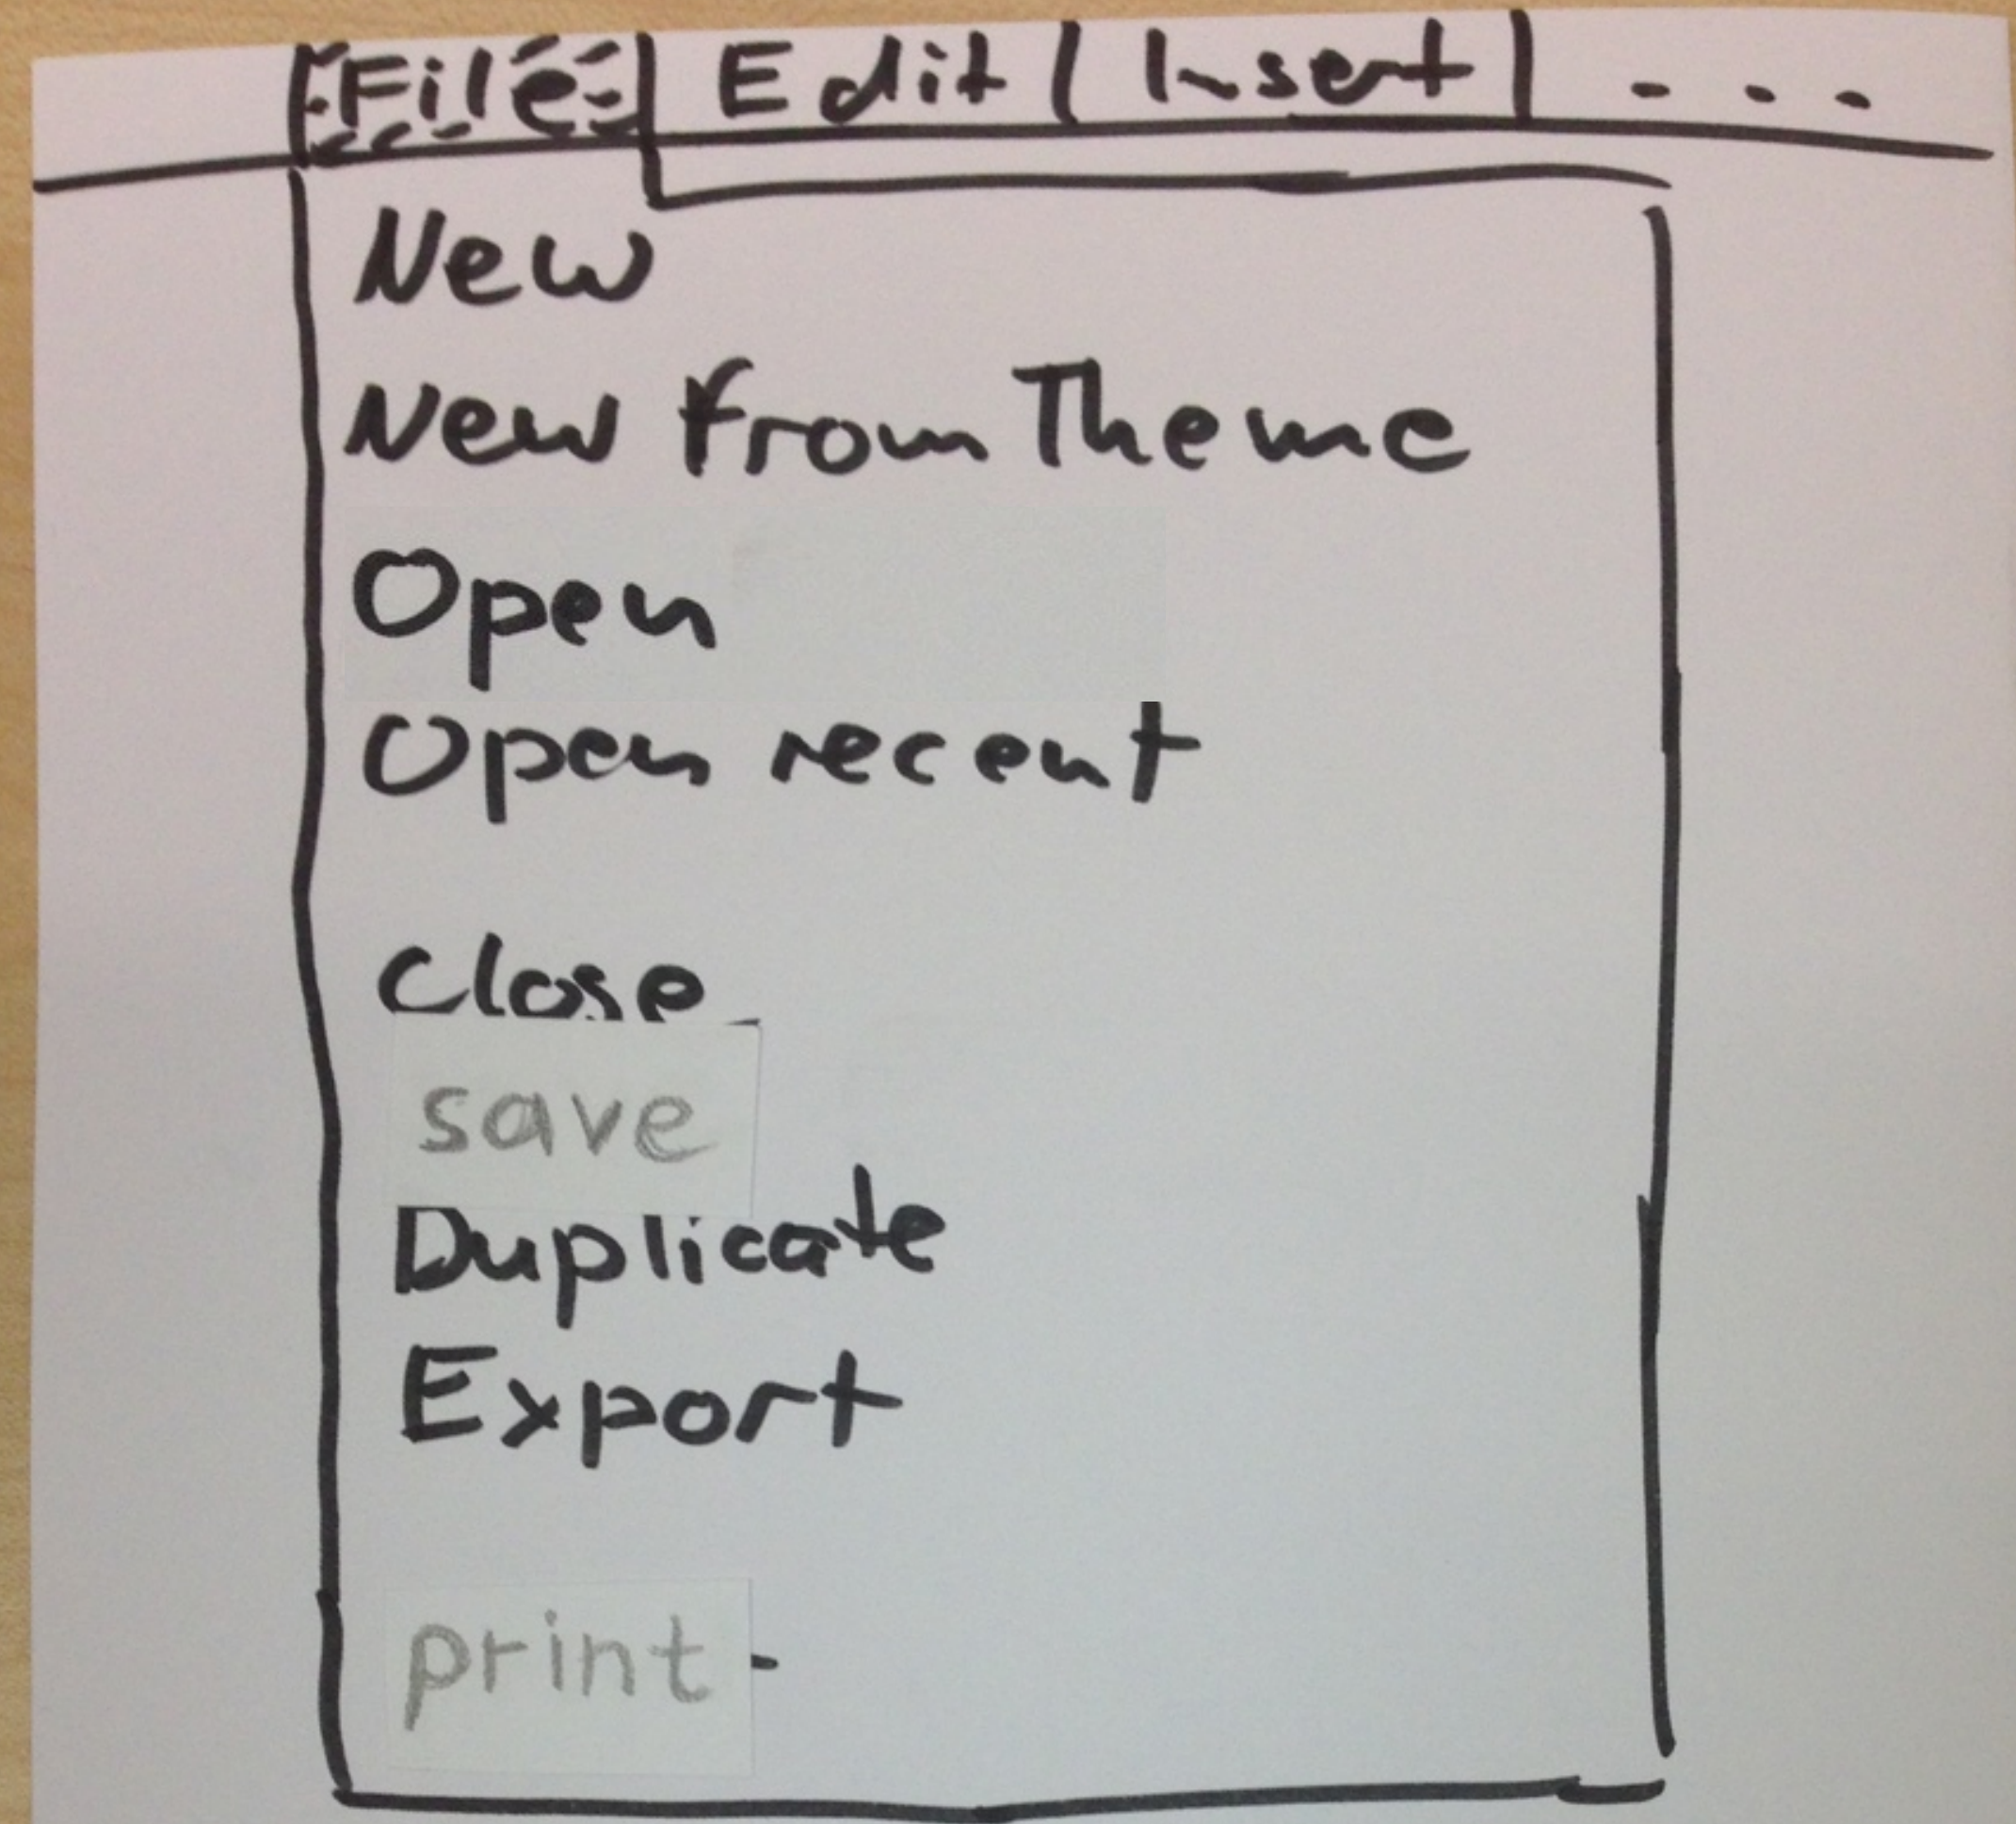 File Edit Insert ...
New
New from Theme
Open
Open recent
Close
save
Duplicate
Export
print